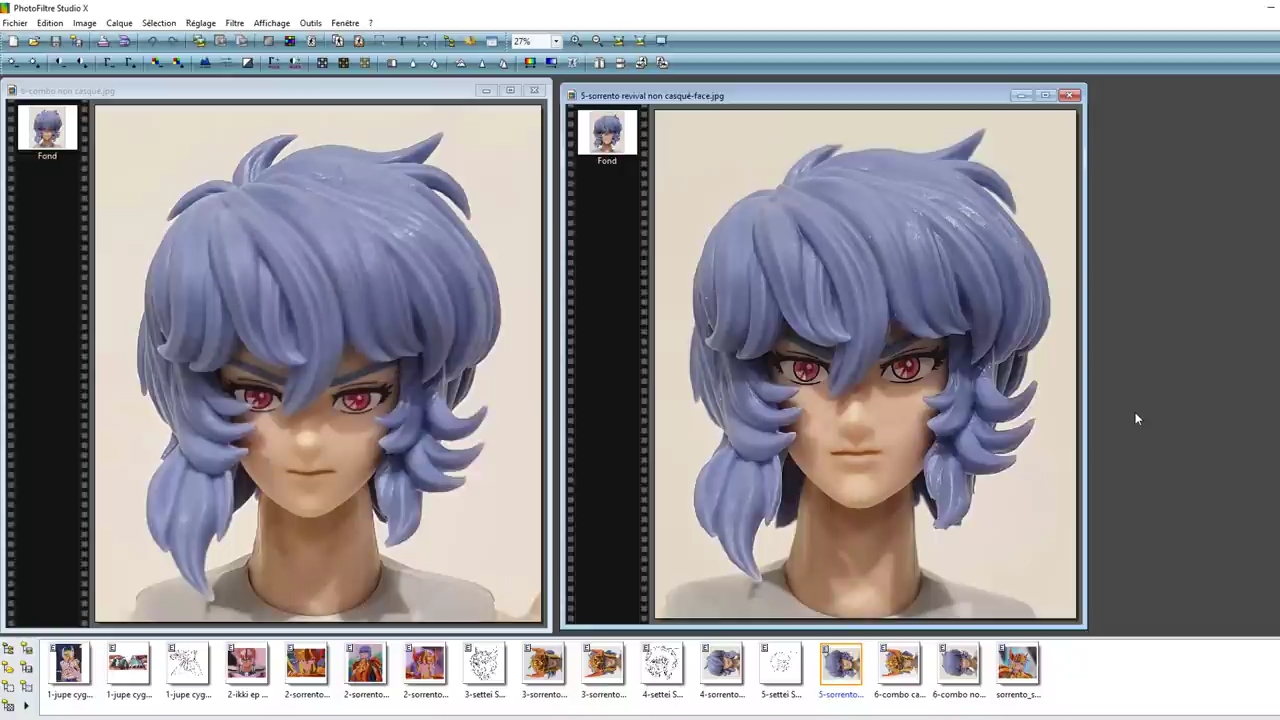 PhotoFiltre Studio X
Fichier Edition Image Calque Sélection Réglage Filtre Affichage Outils Fenêtre ?
27%
6-combo non casqué.jpg
5-sorrento revival non casqué-face.jpg
Fond
Fond
1-jupe cyg... 1-jupe cyg... 1-jupe cyg... 2-ikki ep ... 2-sorrento... 2-sorrento... 2-sorrento... 3-settei S... 3-sorrento... 3-sorrento... 4-settei S... 4-sorrento... 5-settei S... 5-sorrento... 6-combo ca... 6-combo no... sorrento_s...